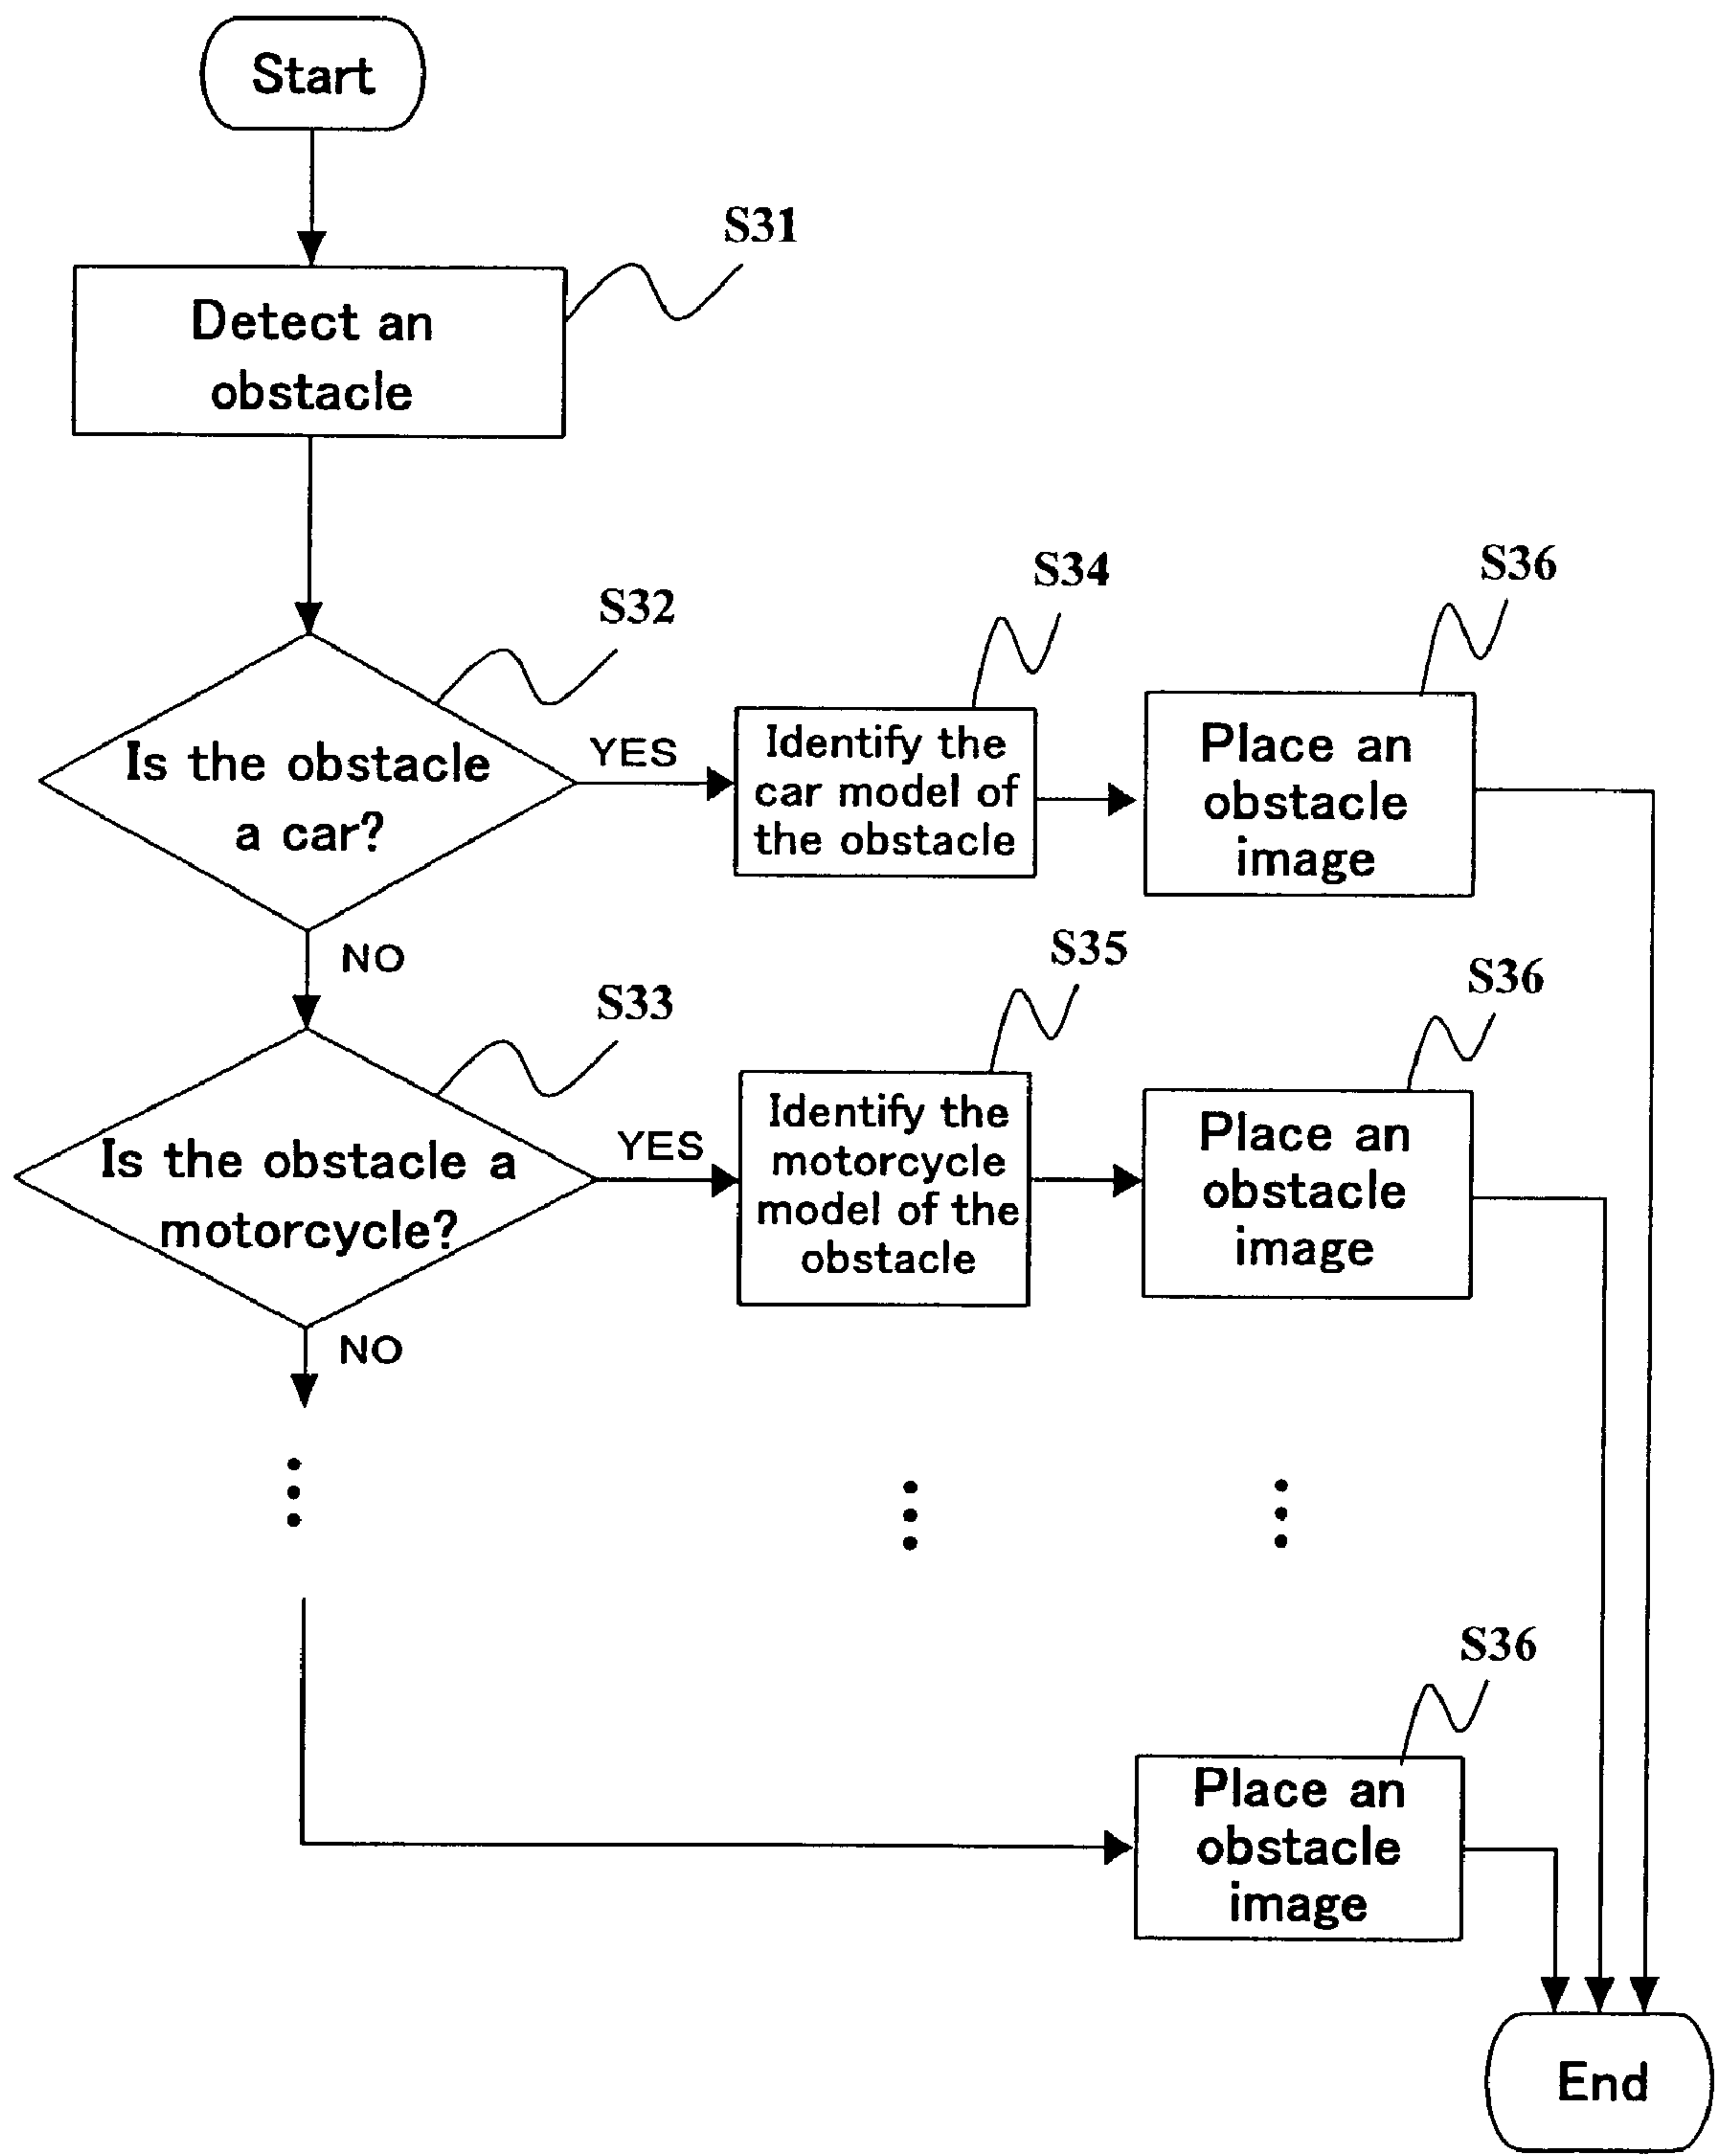 Start
S31
Detect an
obstacle
S32
Is the obstacle
a car?
YES
S34
Identify the
car model of
the obstacle
S36
Place an
obstacle
image
NO
S33
Is the obstacle a
motorcycle?
YES
S35
Identify the
motorcycle
model of the
obstacle
S36
Place an
obstacle
image
NO
S36
Place an
obstacle
image
End